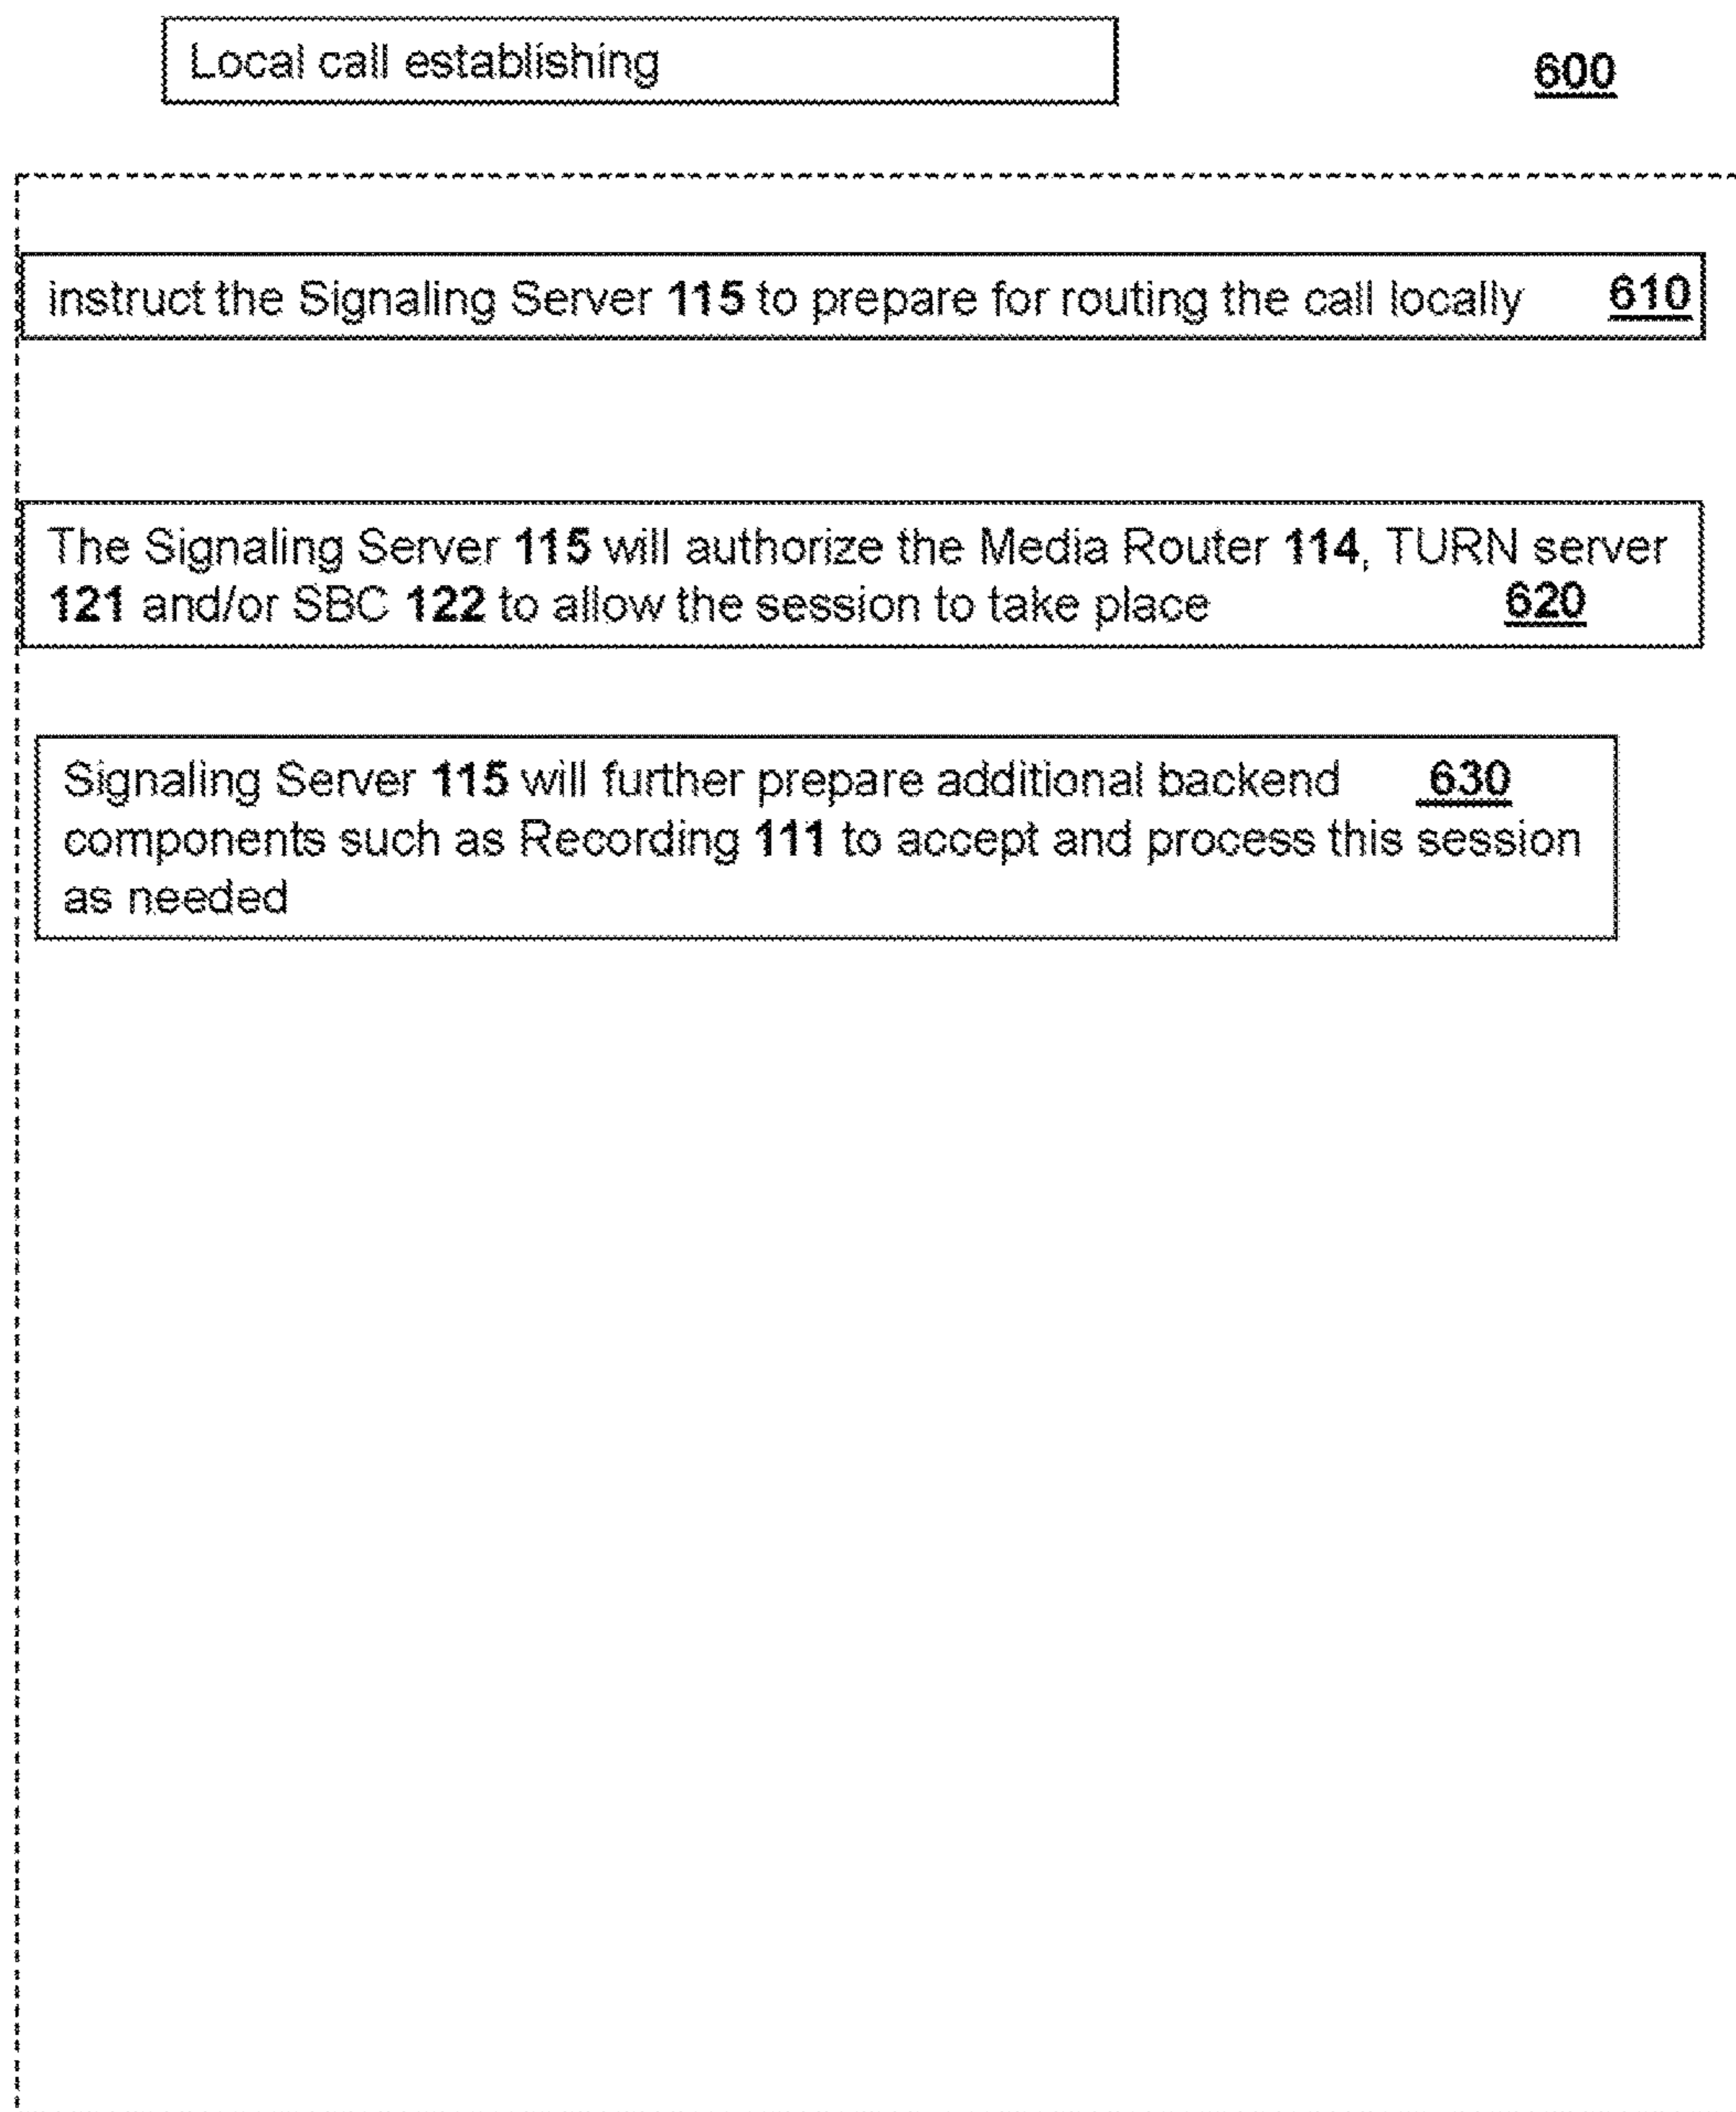 Local call establishing 600
instruct the Signaling Server 115 to prepare for routing the call locally 610
The Signaling Server 115 will authorize the Media Router 114, TURN server
121 and/or SBC 122 to allow the session to take place 620
Signaling Server 115 will further prepare additional backend 630
components such as Recording 111 to accept and process this session
as needed